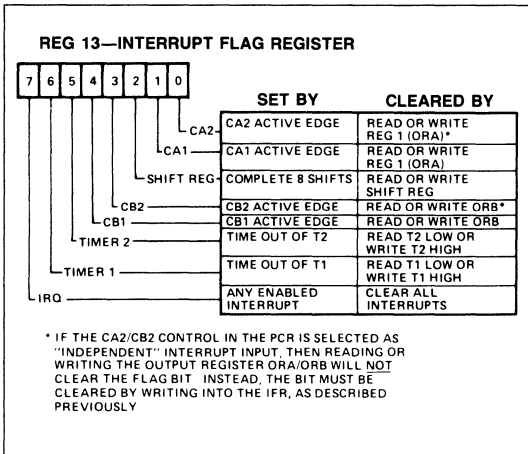 REG 13—INTERRUPT FLAG REGISTER
7 6 5 4 3 2 1 0
SET BY CLEARED BY
CA2 CA2 ACTIVE EDGE READ OR WRITE
REG 1 (ORA)*
CA1 CA1 ACTIVE EDGE READ OR WRITE
REG 1 (ORA)
SHIFT REG COMPLETE 8 SHIFTS READ OR WRITE
SHIFT REG
CB2 CB2 ACTIVE EDGE READ OR WRITE ORB*
CB1 CB1 ACTIVE EDGE READ OR WRITE ORB
TIMER 2 TIME OUT OF T2 READ T2 LOW OR
WRITE T2 HIGH
TIMER 1 TIME OUT OF T1 READ T1 LOW OR
WRITE T1 HIGH
IRQ ANY ENABLED CLEAR ALL
INTERRUPT INTERRUPTS
* IF THE CA2/CB2 CONTROL IN THE PCR IS SELECTED AS
"INDEPENDENT" INTERRUPT INPUT, THEN READING OR
WRITING THE OUTPUT REGISTER ORA/ORB WILL NOT
CLEAR THE FLAG BIT INSTEAD, THE BIT MUST BE
CLEARED BY WRITING INTO THE IFR, AS DESCRIBED
PREVIOUSLY